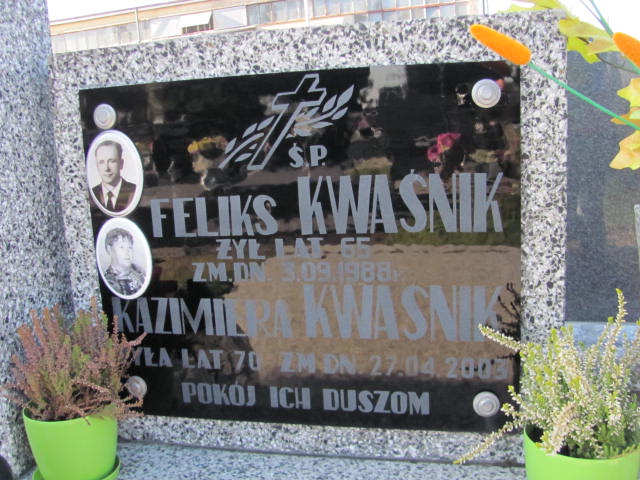 Ś.P.
FELIKS KWAŚNIK
ŻYŁ LAT 65
ZM. DN. 3.09.1988r.
KAZIMIERA KWAŚNIK
ŻYŁA LAT 70 ZM. DN. 27.04.2003
POKÓJ ICH DUSZOM